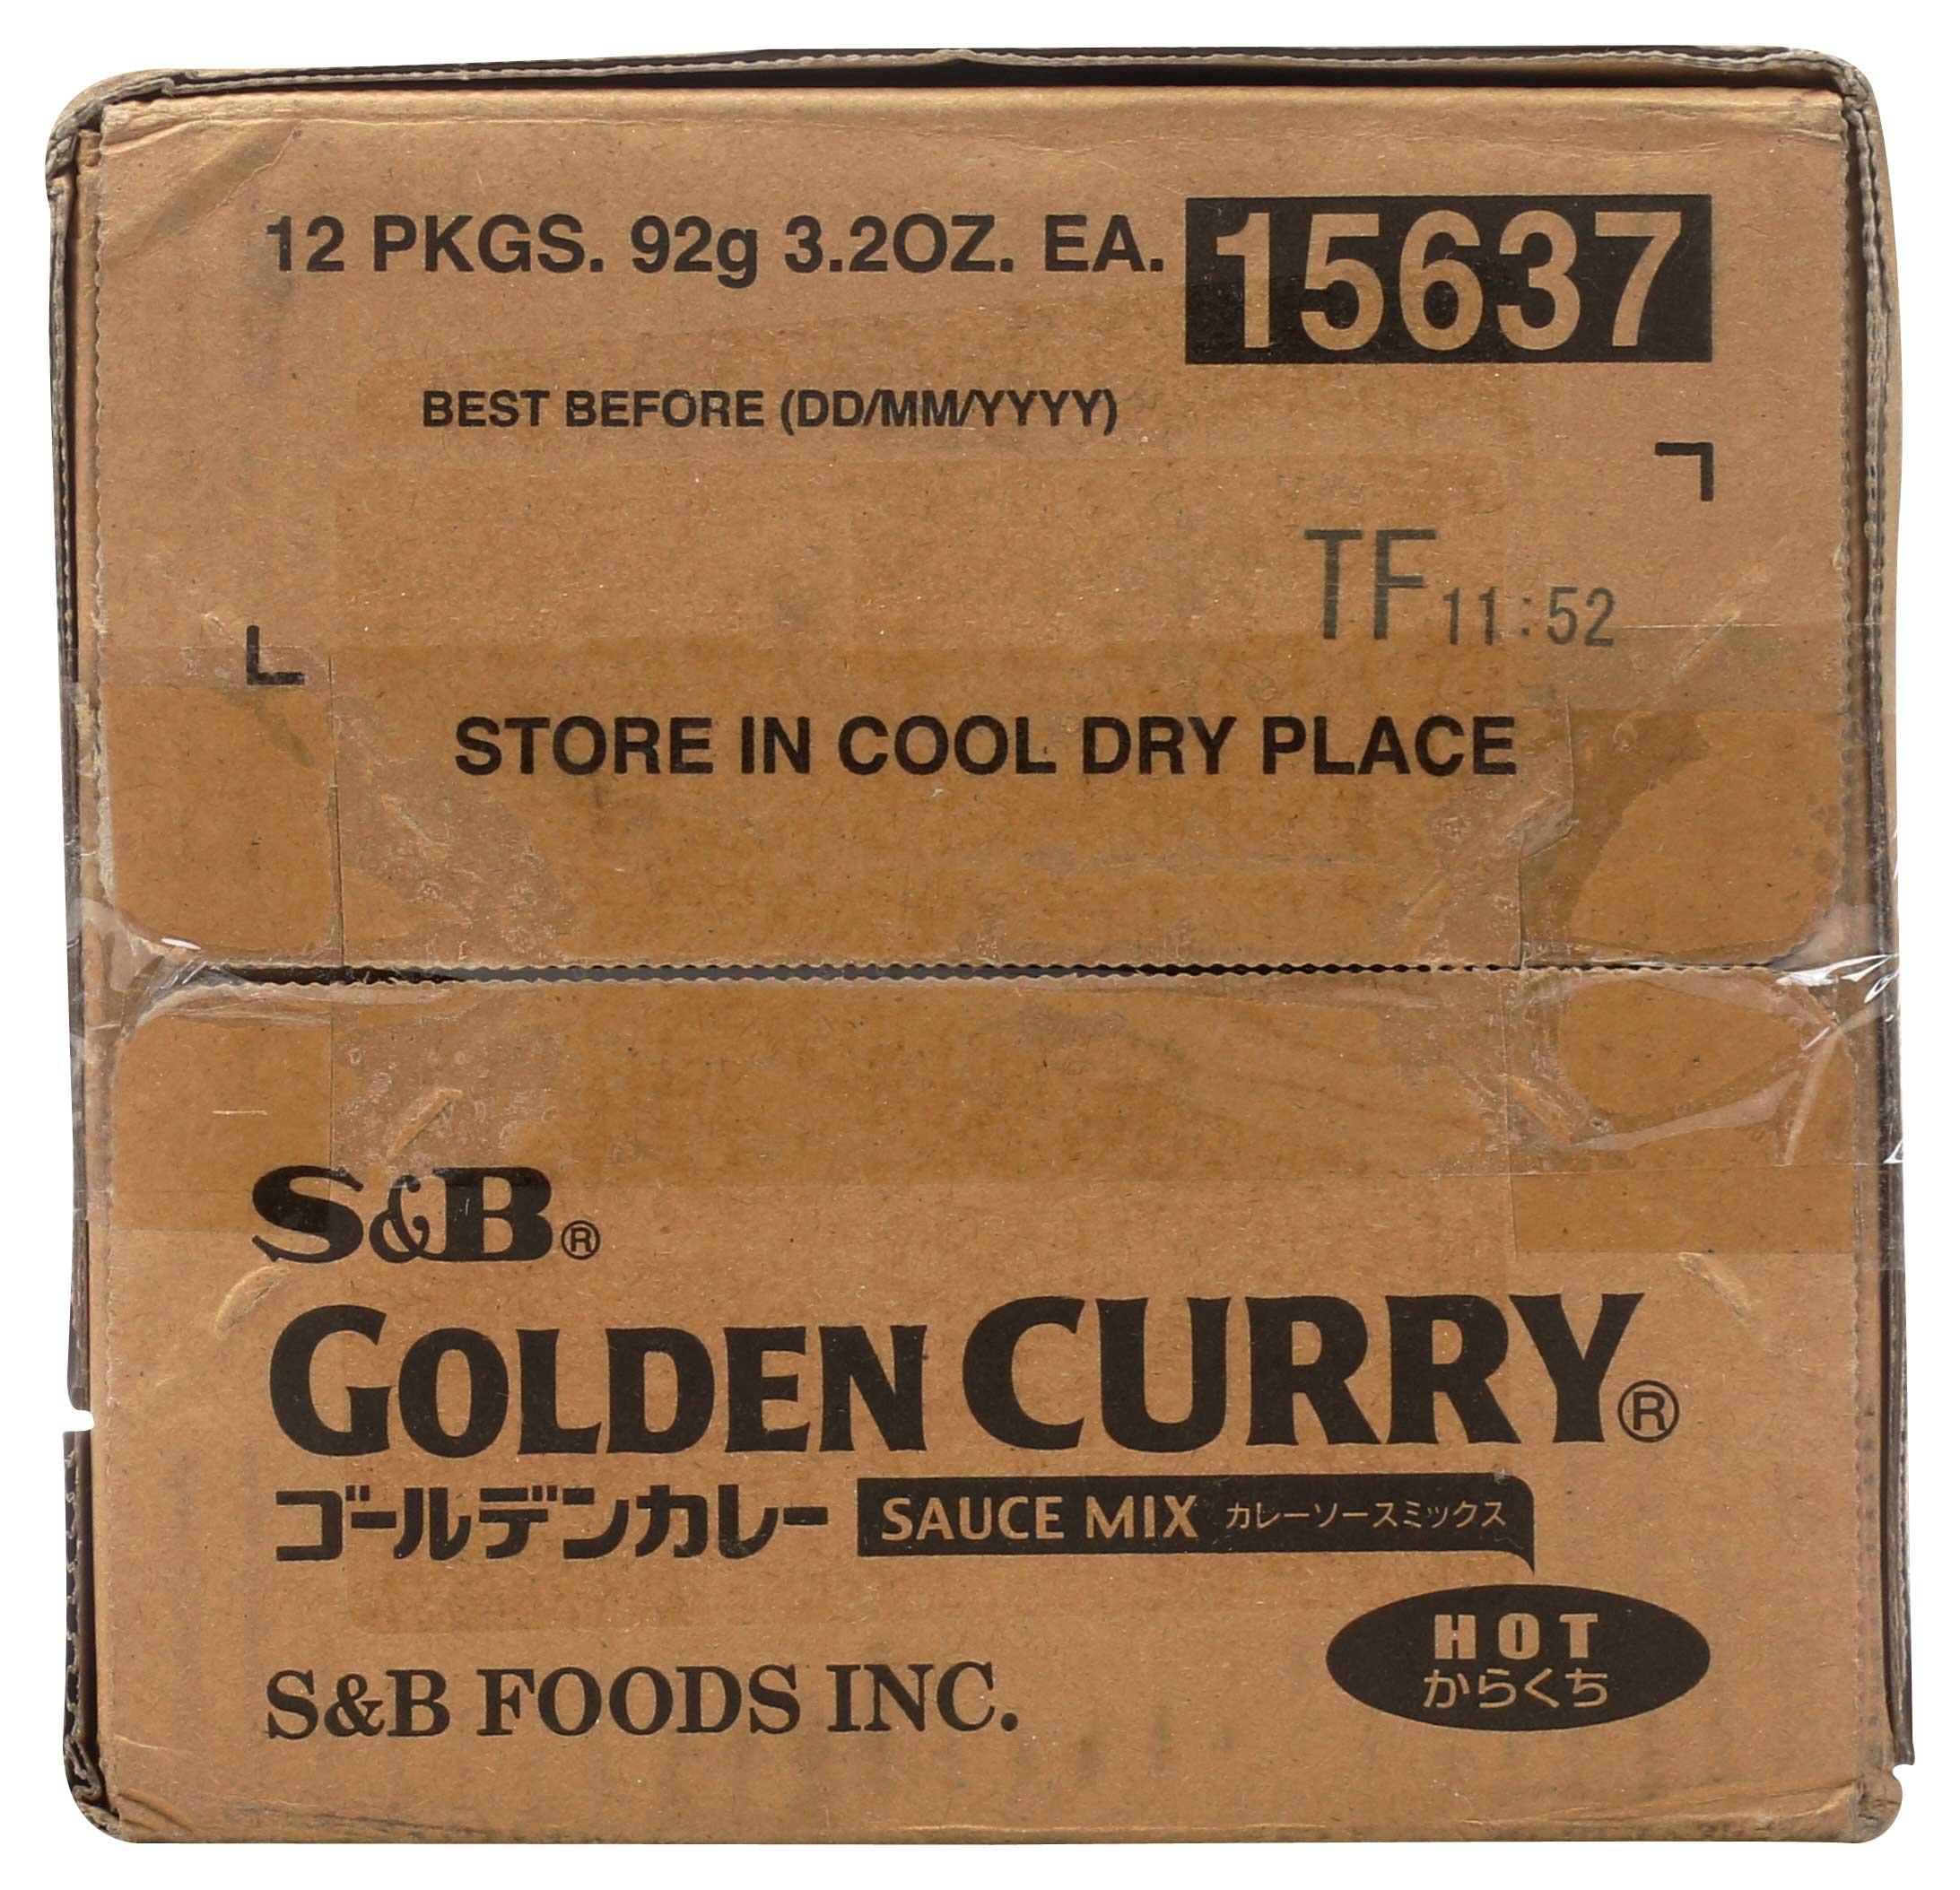 12 PKGS. 92g 3.2OZ. EA. 15637
BEST BEFORE (DD/MM/YYYY)
TF 11:52
STORE IN COOL DRY PLACE
S&B®
GOLDEN CURRY®
ゴールデンカレー SAUCE MIX カレーソースミックス
HOT
からくち
S&B FOODS INC.